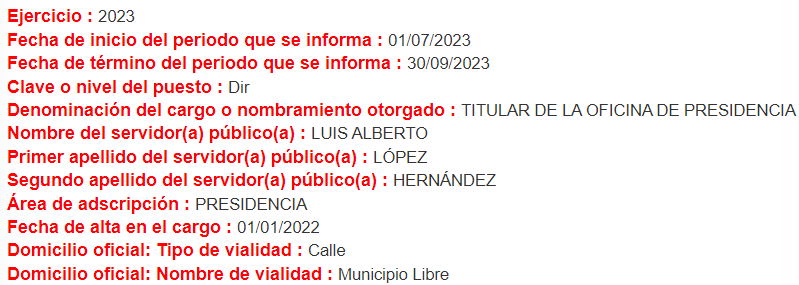 Ejercicio : 2023
Fecha de inicio del periodo que se informa : 01/07/2023
Fecha de término del periodo que se informa : 30/09/2023
Clave o nivel del puesto : Dir
Denominación del cargo o nombramiento otorgado : TITULAR DE LA OFICINA DE PRESIDENCIA
Nombre del servidor(a) público(a) : LUIS ALBERTO
Primer apellido del servidor(a) público(a) : LÓPEZ
Segundo apellido del servidor(a) público(a) : HERNÁNDEZ
Área de adscripción : PRESIDENCIA
Fecha de alta en el cargo : 01/01/2022
Domicilio oficial: Tipo de vialidad : Calle
Domicilio oficial: Nombre de vialidad : Municipio Libre